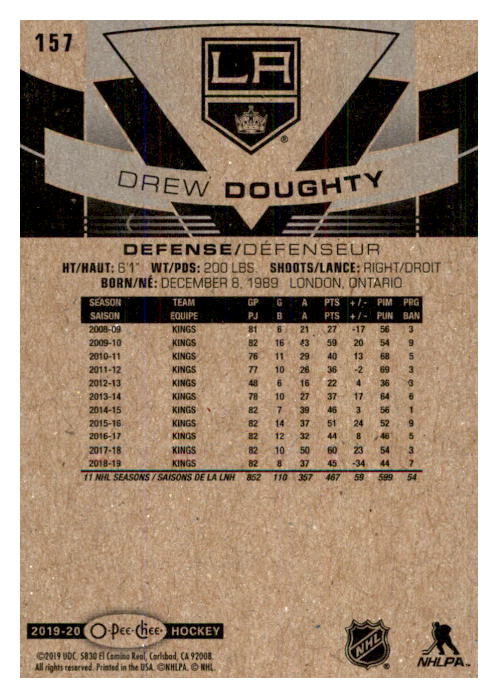 157
LA
®
DREW DOUGHTY
DEFENSE/DÉFENSEUR
HT/HAUT: 6'1" WT/PDS: 200 LBS. SHOOTS/LANCE: RIGHT/DROIT
BORN/NÉ: DECEMBER 8, 1989 LONDON, ONTARIO
SEASON TEAM GP G A PTS +/- PIM PRG
SAISON EQUIPE PJ B A PTS +/- PUN BAN
2008-09 KINGS 81 6 21 27 -17 56 3
2009-10 KINGS 82 16 43 59 20 54 9
2010-11 KINGS 76 11 29 40 13 68 5
2011-12 KINGS 77 10 26 36 -2 69 3
2012-13 KINGS 48 6 16 22 4 36 3
2013-14 KINGS 78 10 27 37 17 64 6
2014-15 KINGS 82 7 39 46 3 56 1
2015-16 KINGS 82 14 37 51 24 52 9
2016-17 KINGS 82 12 32 44 8 46 5
2017-18 KINGS 82 10 50 60 23 54 3
2018-19 KINGS 82 8 37 45 -34 44 7
11 NHL SEASONS / SAISONS DE LA LNH 852 110 357 467 59 599 54
2019-20 O-Pee-Chee HOCKEY
©2019 UDC, 5830 El Camino Real, Carlsbad, CA 92008.
All rights reserved. Printed in the USA. ©NHLPA. © NHL.
NHL ®
NHLPA™